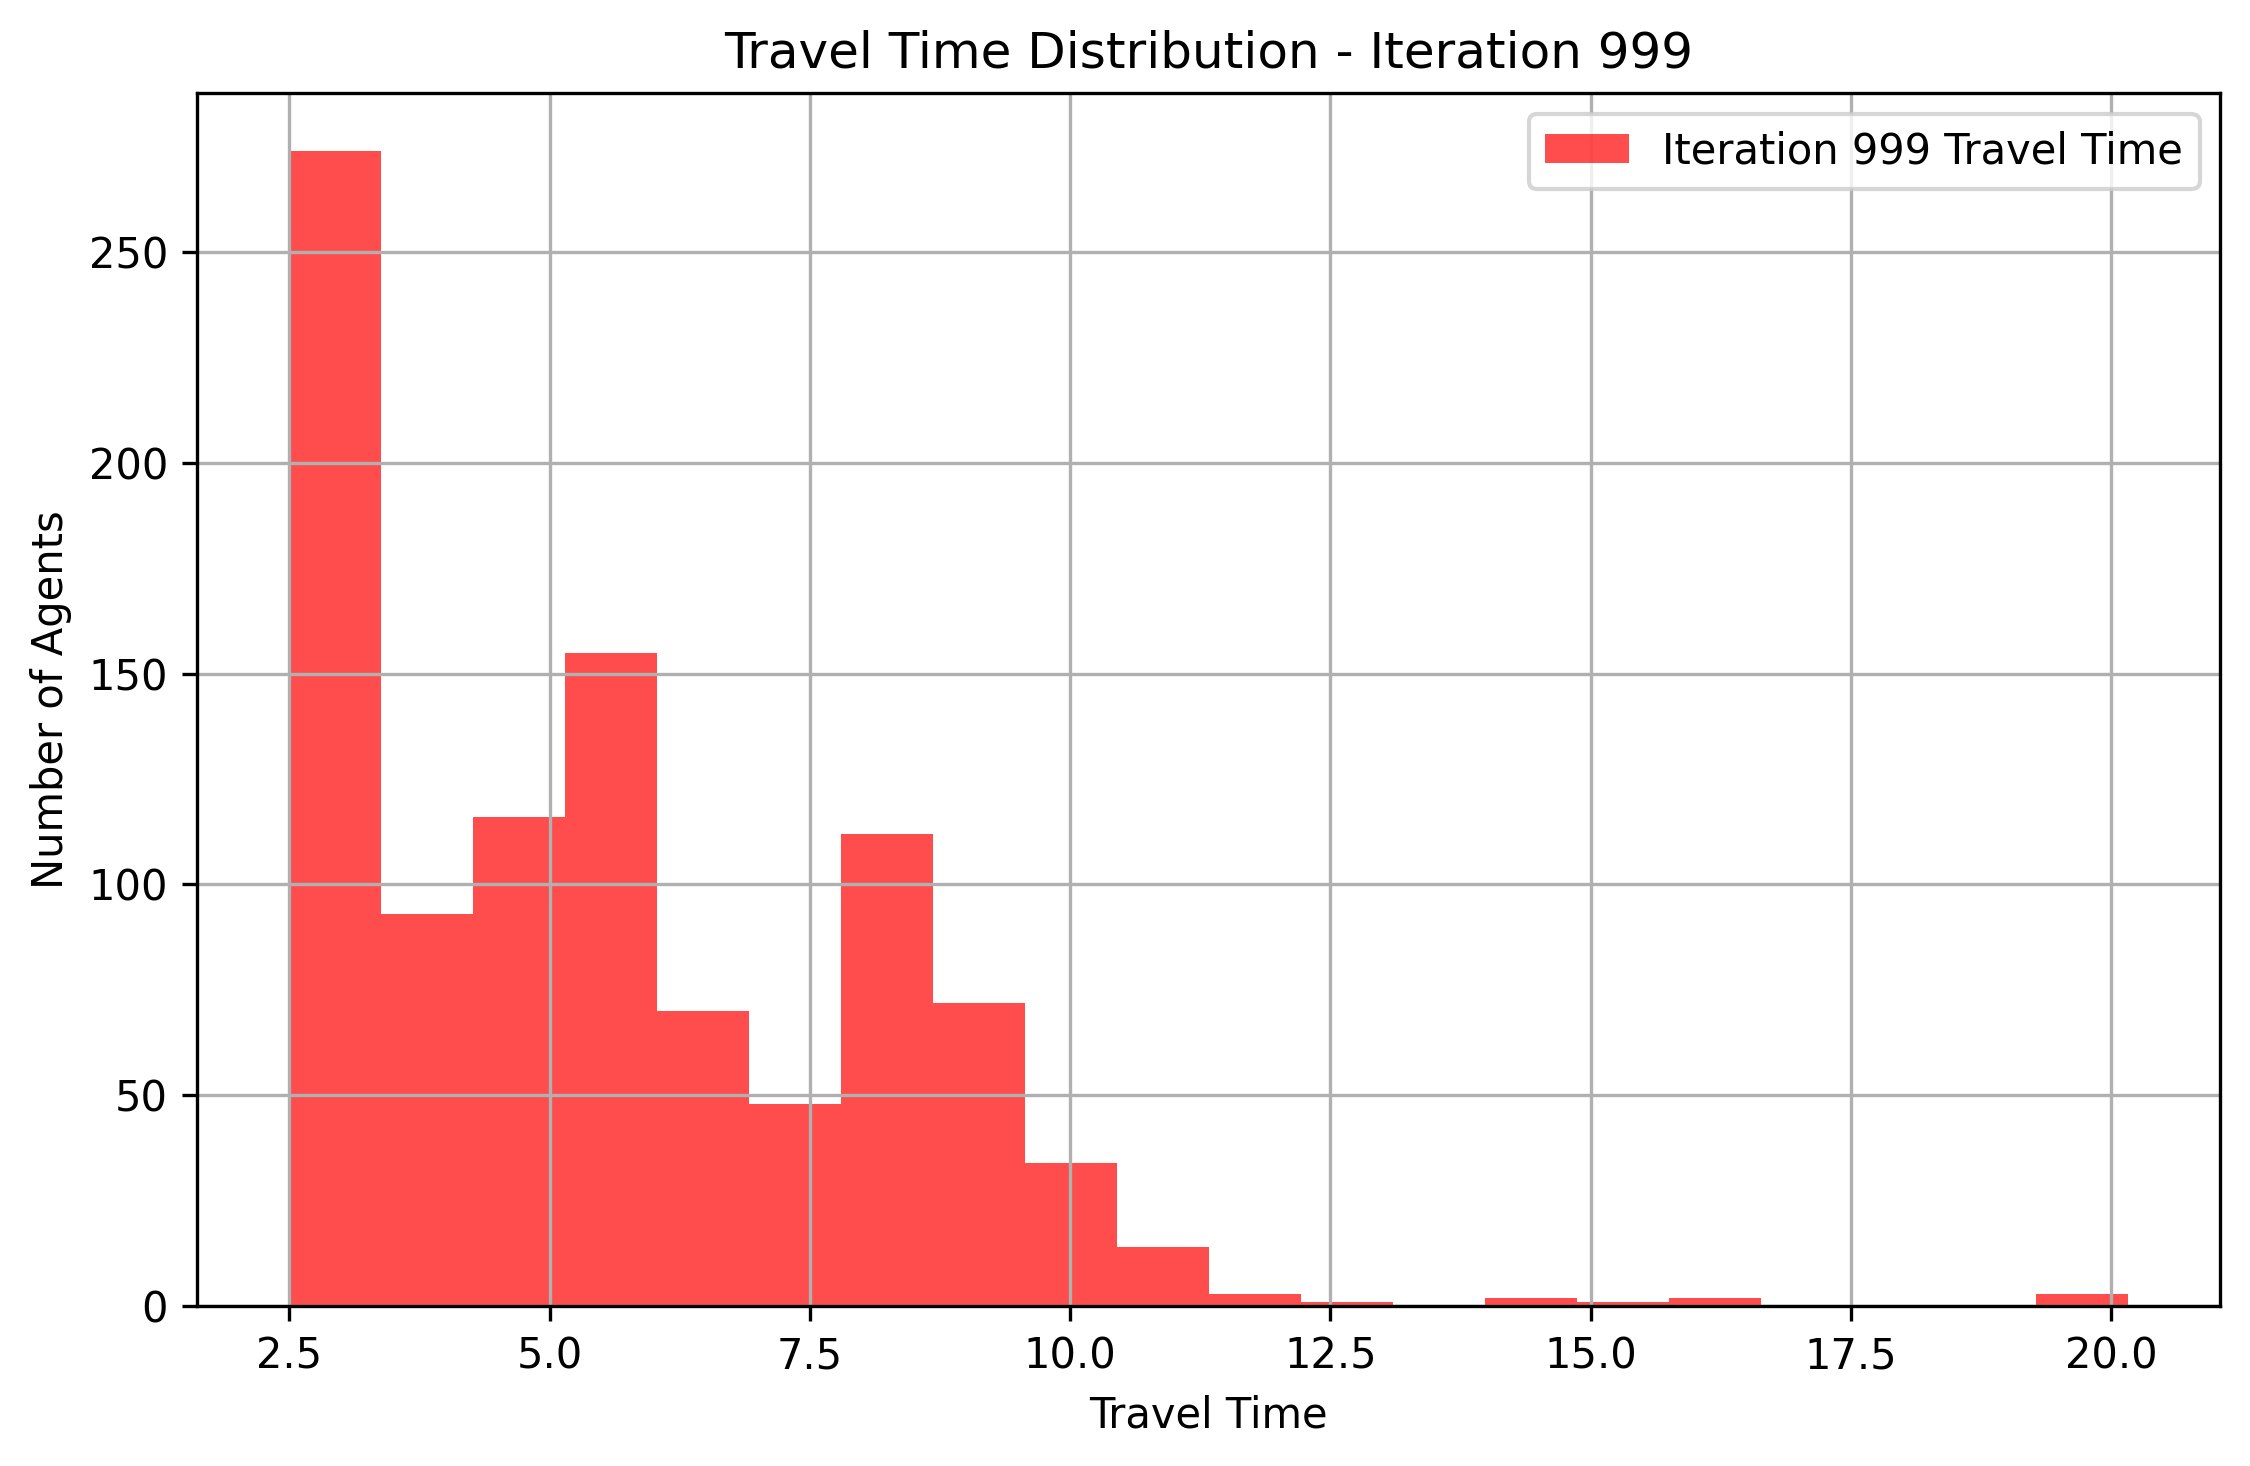 Travel Time Distribution - Iteration 999
Iteration 999 Travel Time
Number of Agents
250
200
150
100
50
0
2.5 5.0 7.5 10.0 12.5 15.0 17.5 20.0
Travel Time